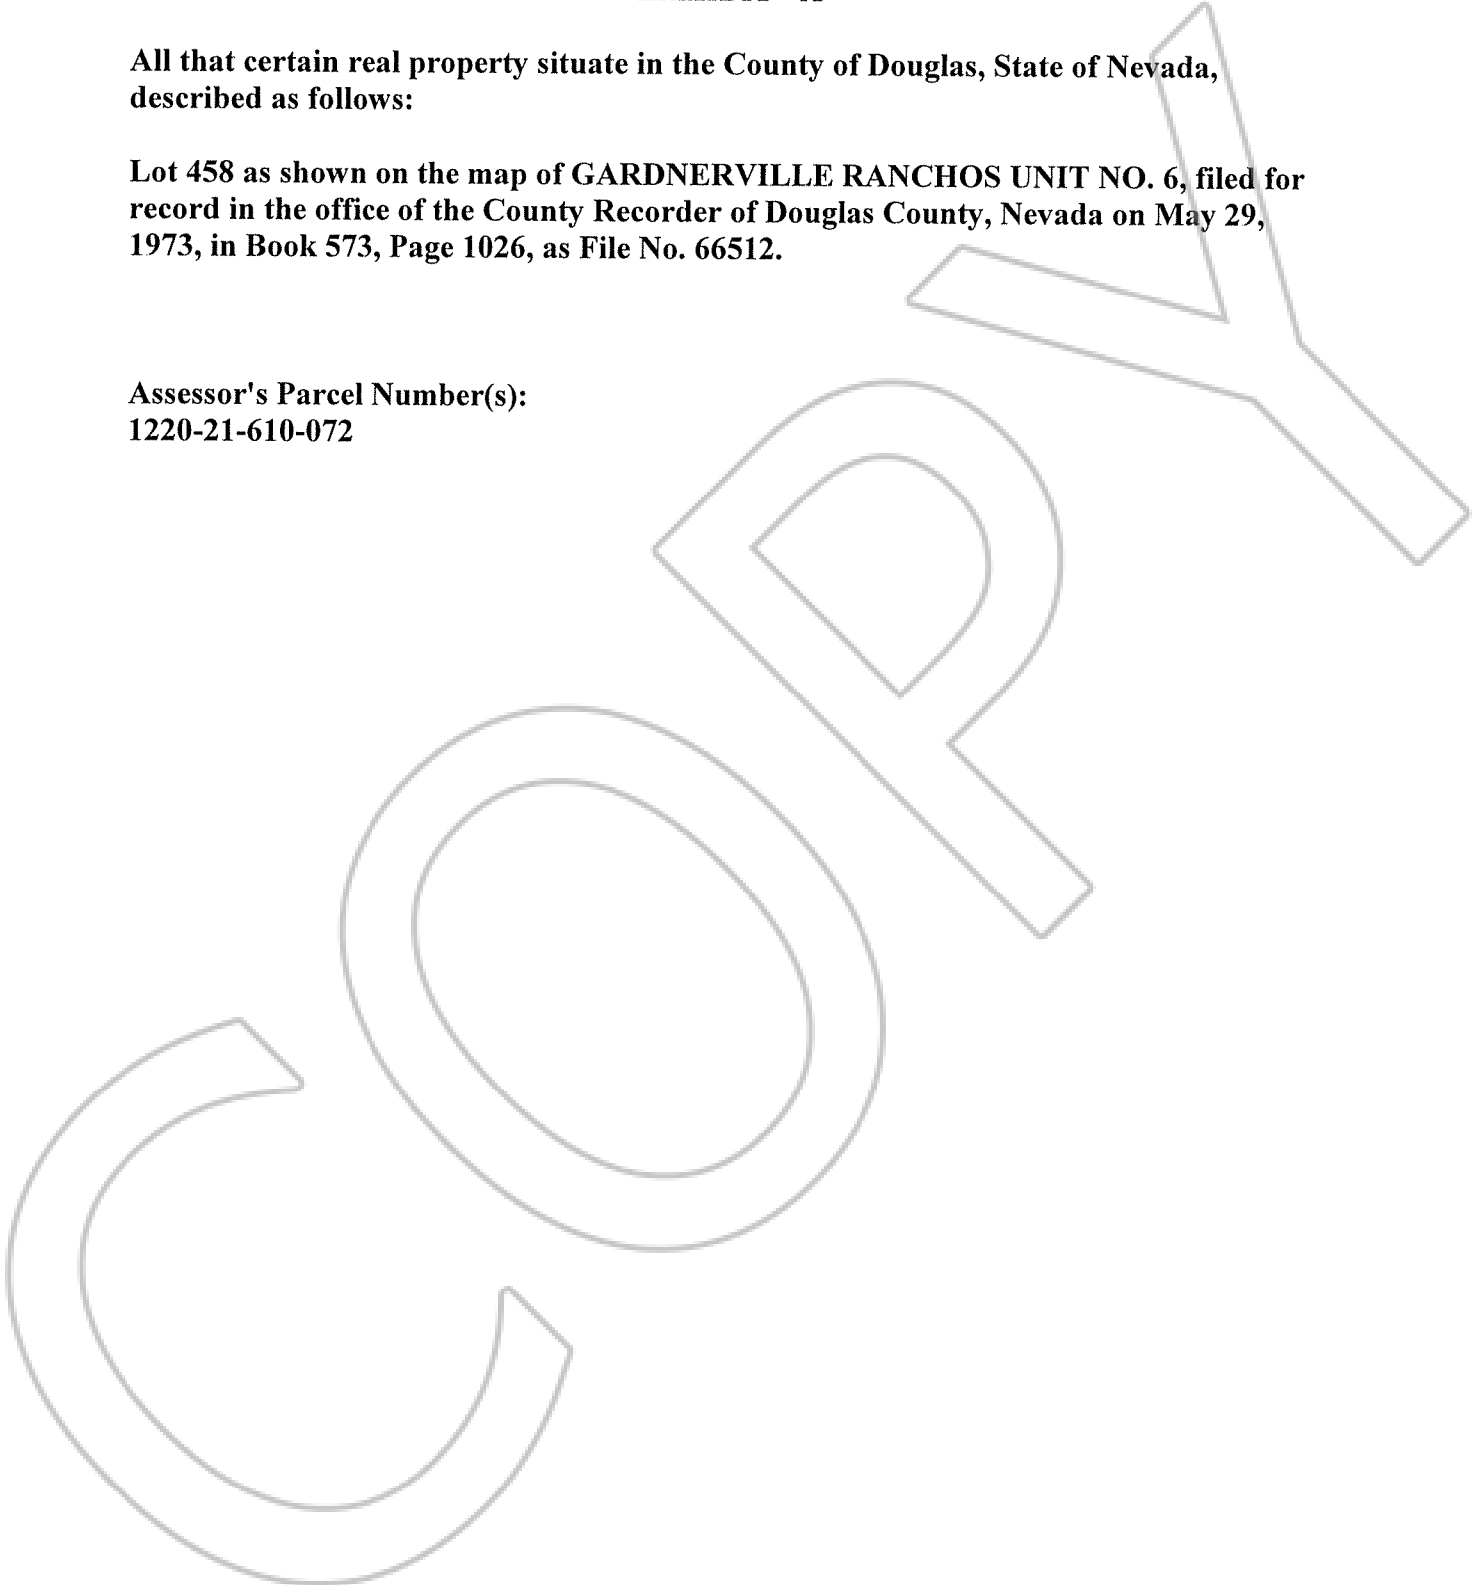 All that certain real property situate in the County of Douglas, State of Nevada,
described as follows:
Lot 458 as shown on the map of GARDNERVILLE RANCHOS UNIT NO. 6, filed for
record in the office of the County Recorder of Douglas County, Nevada on May 29,
1973, in Book 573, Page 1026, as File No. 66512.
Assessor's Parcel Number(s):
1220-21-610-072
COPY